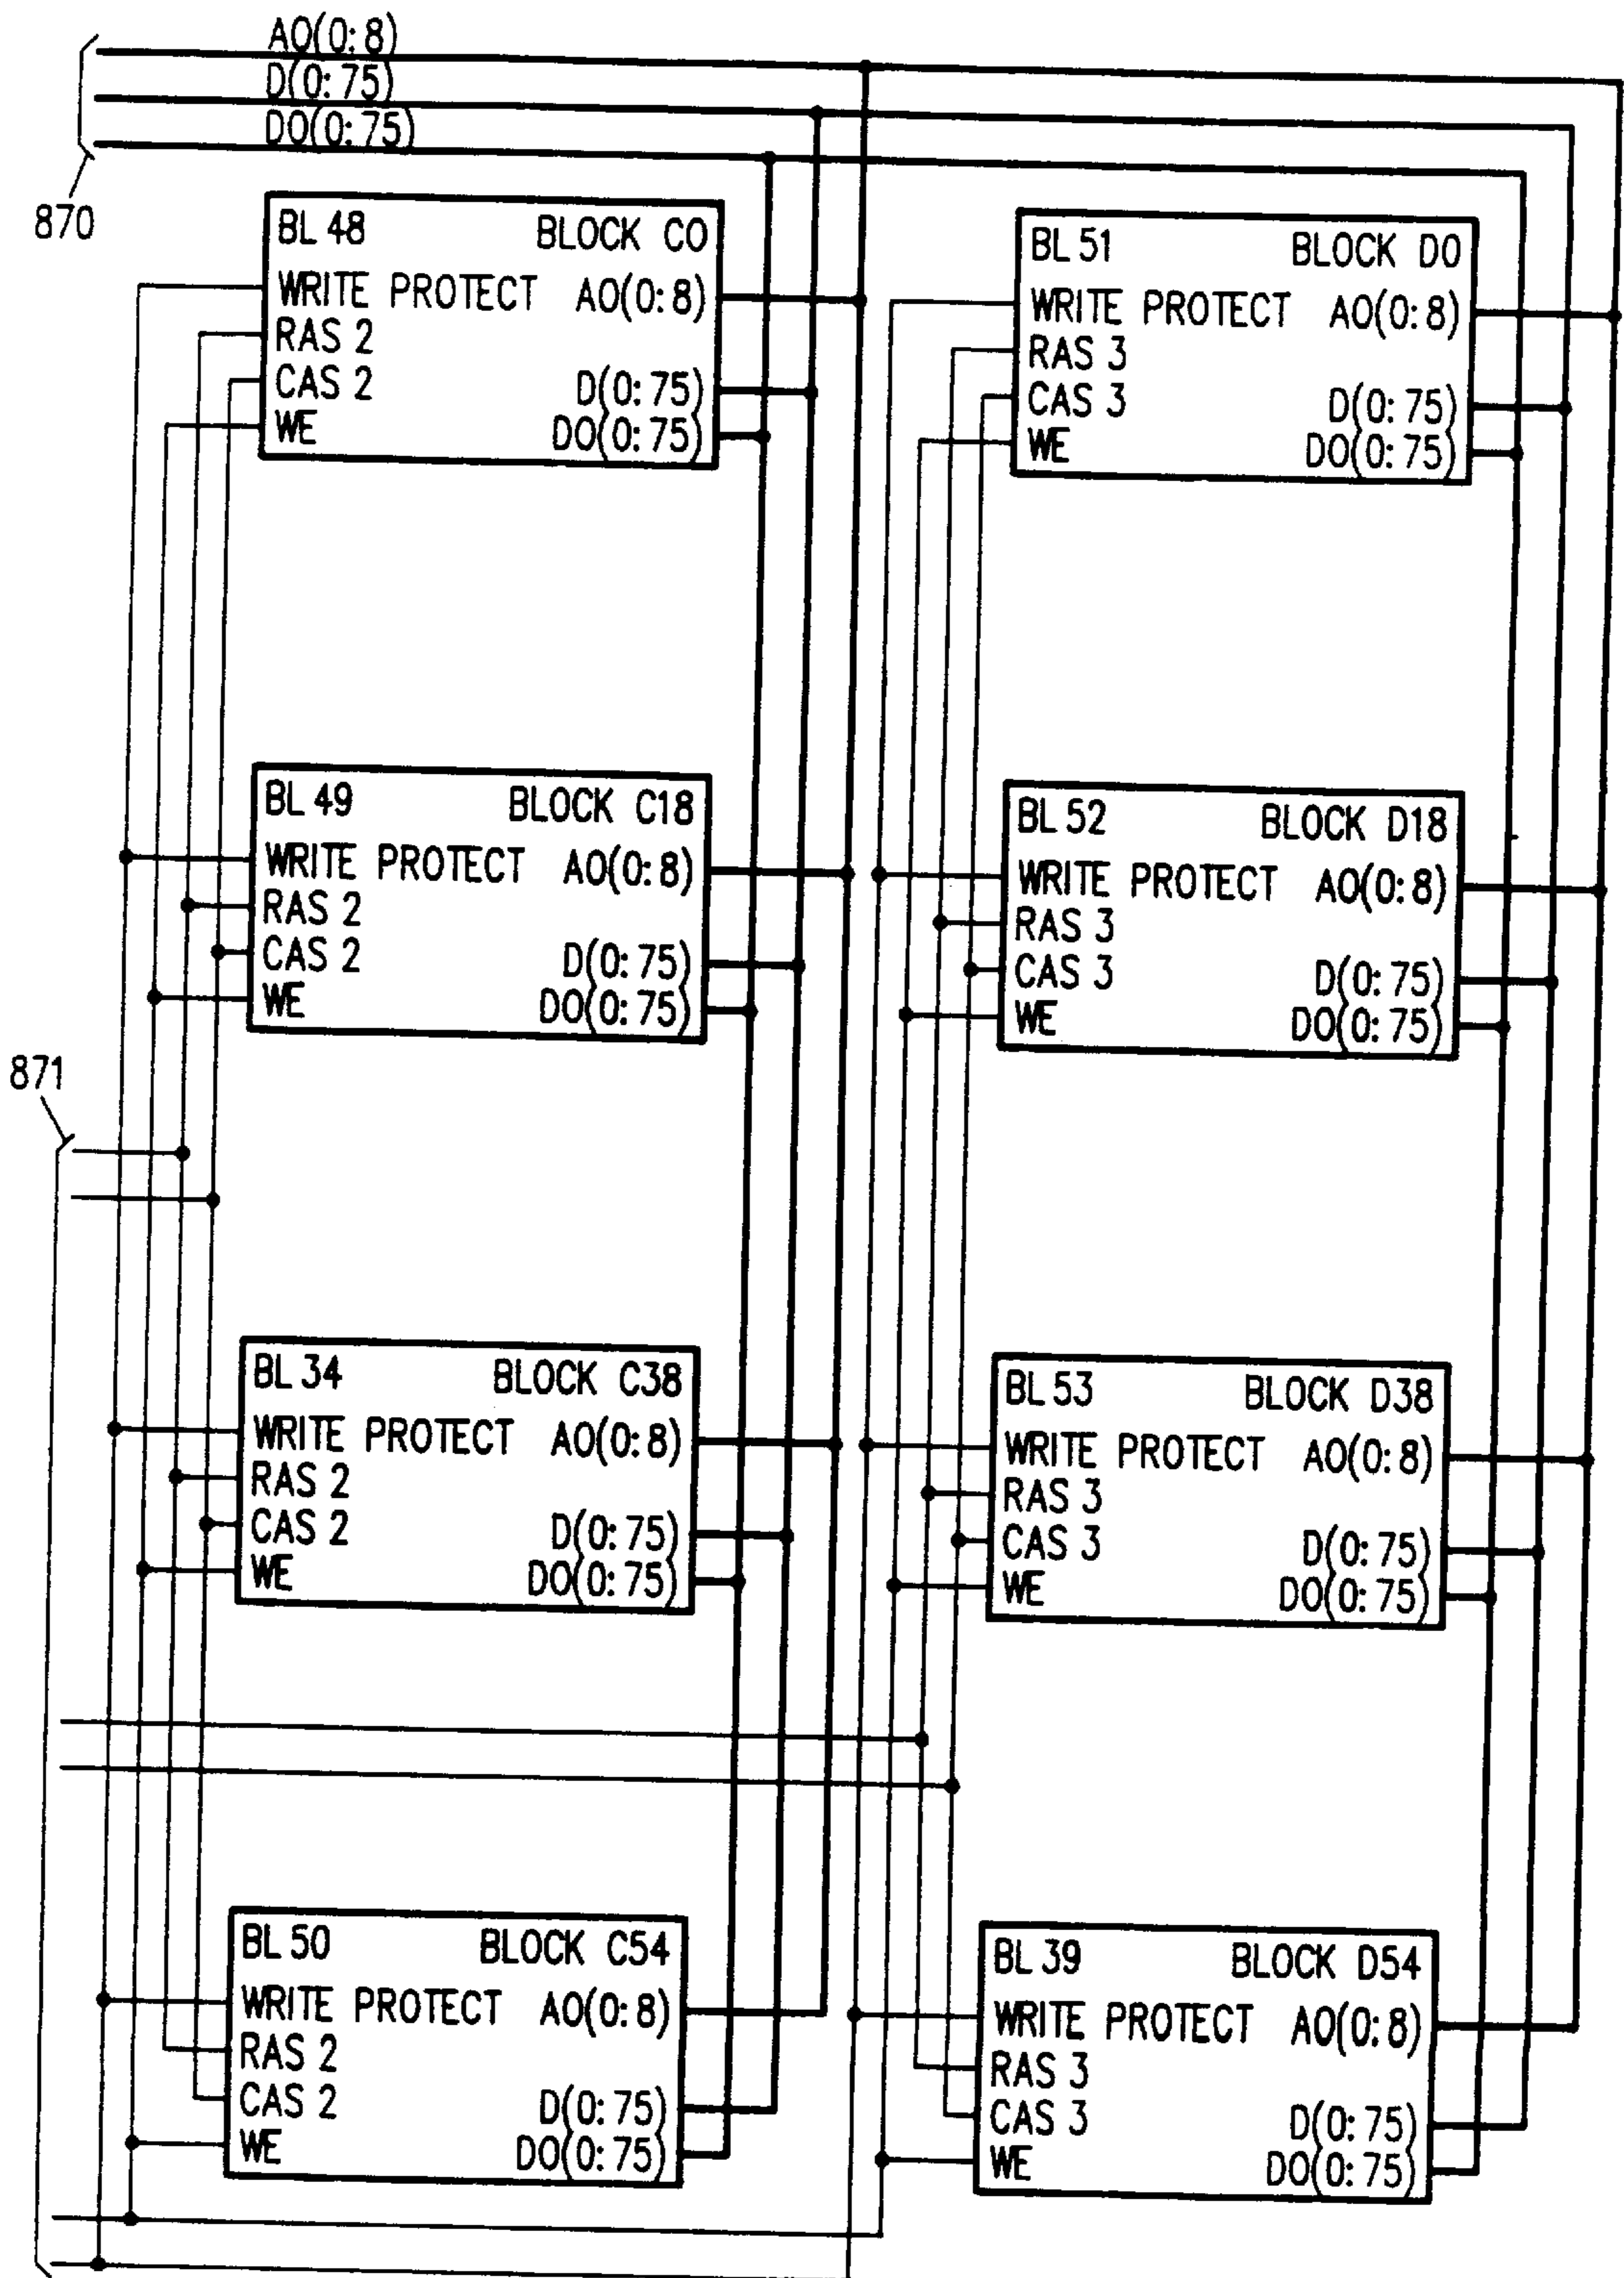 AO(0:8)
D(0:75)
DO(0:75)
870
BL 48 BLOCK CO
WRITE PROTECT AO(0:8)
RAS 2
CAS 2 D(0:75)
WE DO(0:75)
BL 51 BLOCK DO
WRITE PROTECT AO(0:8)
RAS 3
CAS 3 D(0:75)
WE DO(0:75)
BL 49 BLOCK C18
WRITE PROTECT AO(0:8)
RAS 2
CAS 2 D(0:75)
WE DO(0:75)
BL 52 BLOCK D18
WRITE PROTECT AO(0:8)
RAS 3
CAS 3 D(0:75)
WE DO(0:75)
871
BL 34 BLOCK C38
WRITE PROTECT AO(0:8)
RAS 2
CAS 2 D(0:75)
WE DO(0:75)
BL 53 BLOCK D38
WRITE PROTECT AO(0:8)
RAS 3
CAS 3 D(0:75)
WE DO(0:75)
BL 50 BLOCK C54
WRITE PROTECT AO(0:8)
RAS 2
CAS 2 D(0:75)
WE DO(0:75)
BL 39 BLOCK D54
WRITE PROTECT AO(0:8)
RAS 3
CAS 3 D(0:75)
WE DO(0:75)